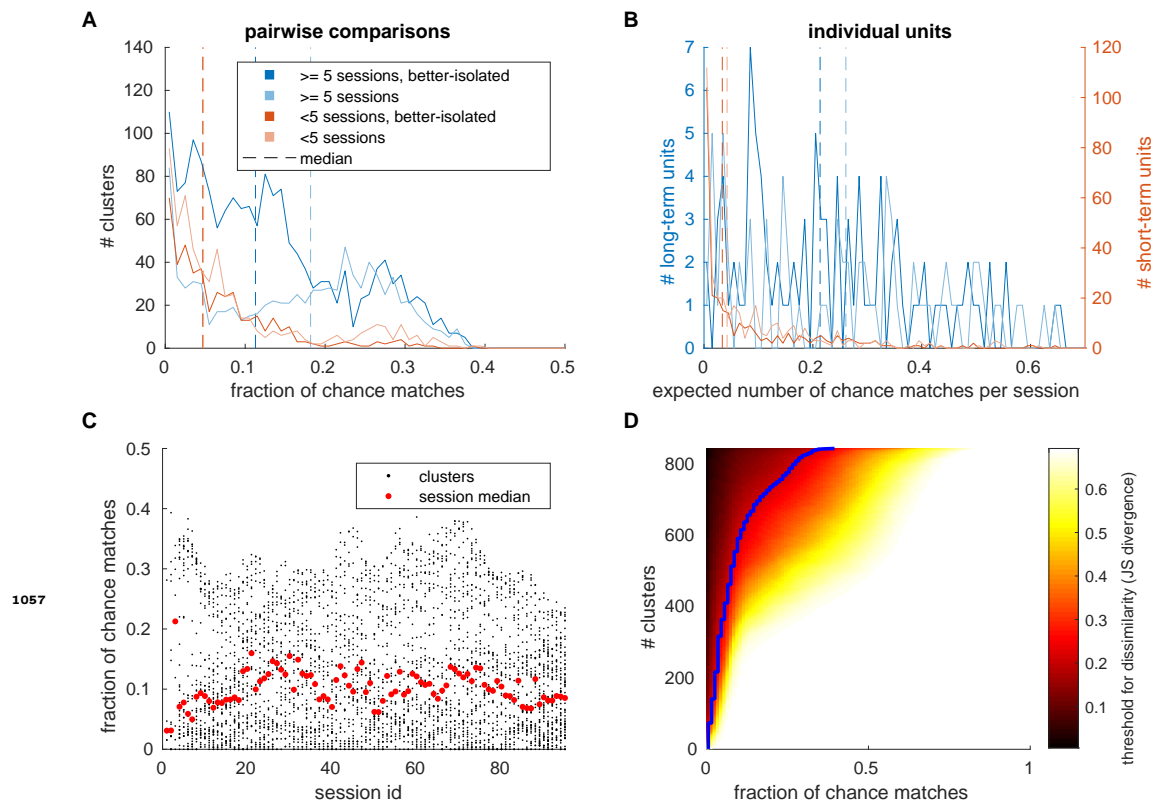 A
pairwise comparisons
140
120
100
80
60
40
20
0
# clusters
>= 5 sessions, better-isolated
>= 5 sessions
<5 sessions, better-isolated
<5 sessions
median
0 0.1 0.2 0.3 0.4 0.5
fraction of chance matches
B
individual units
7
6
5
4
3
2
1
0
# long-term units
120
100
80
60
40
20
0
# short-term units
0 0.2 0.4 0.6
expected number of chance matches per session
C
0.5
0.4
0.3
0.2
0.1
0
fraction of chance matches
clusters
session median
0 20 40 60 80
session id
D
800
600
400
200
0
# clusters
0 0.5 1
fraction of chance matches
0.6
0.5
0.4
0.3
0.2
0.1
threshold for dissimilarity (JS divergence)
1057